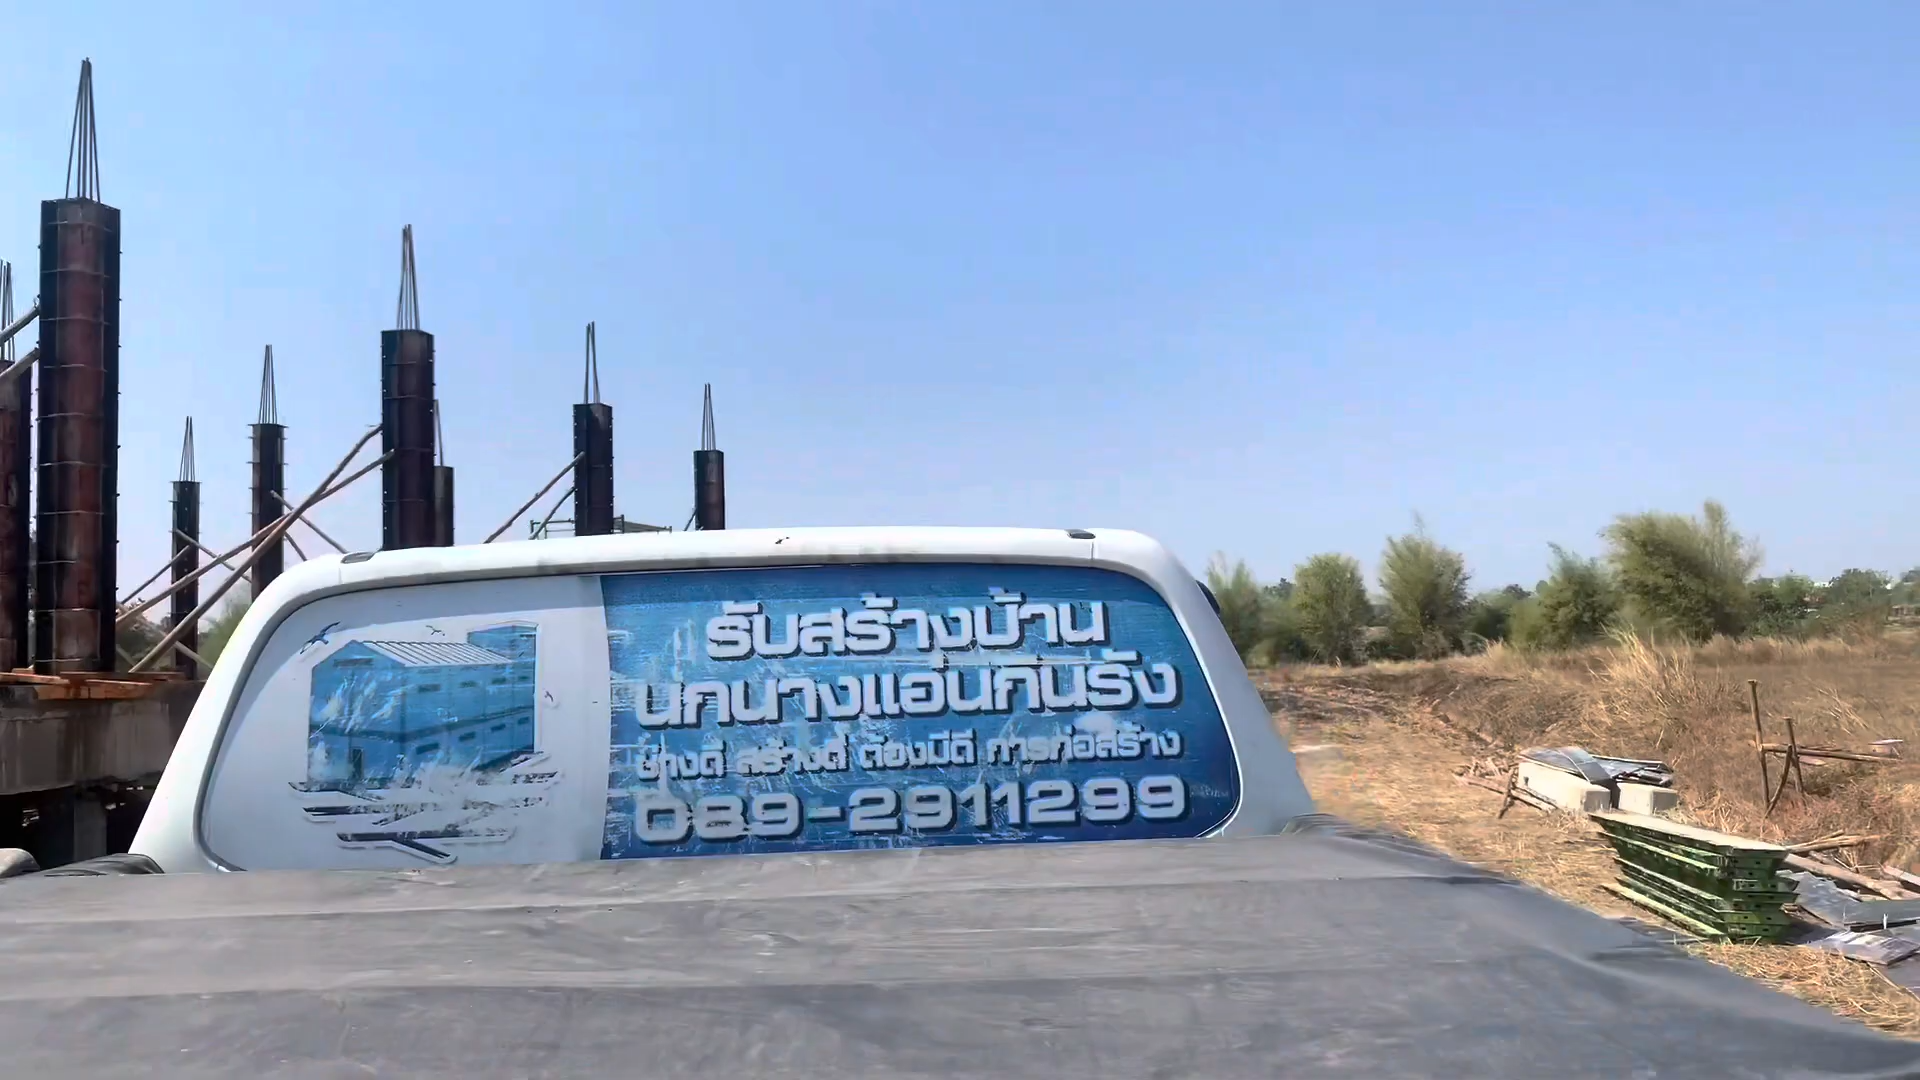 รับสร้างบ้าน
นกนางแอ่นกินรัง
ช่างดี สร้างดี ต้องมีดี การก่อสร้าง
089-2911299